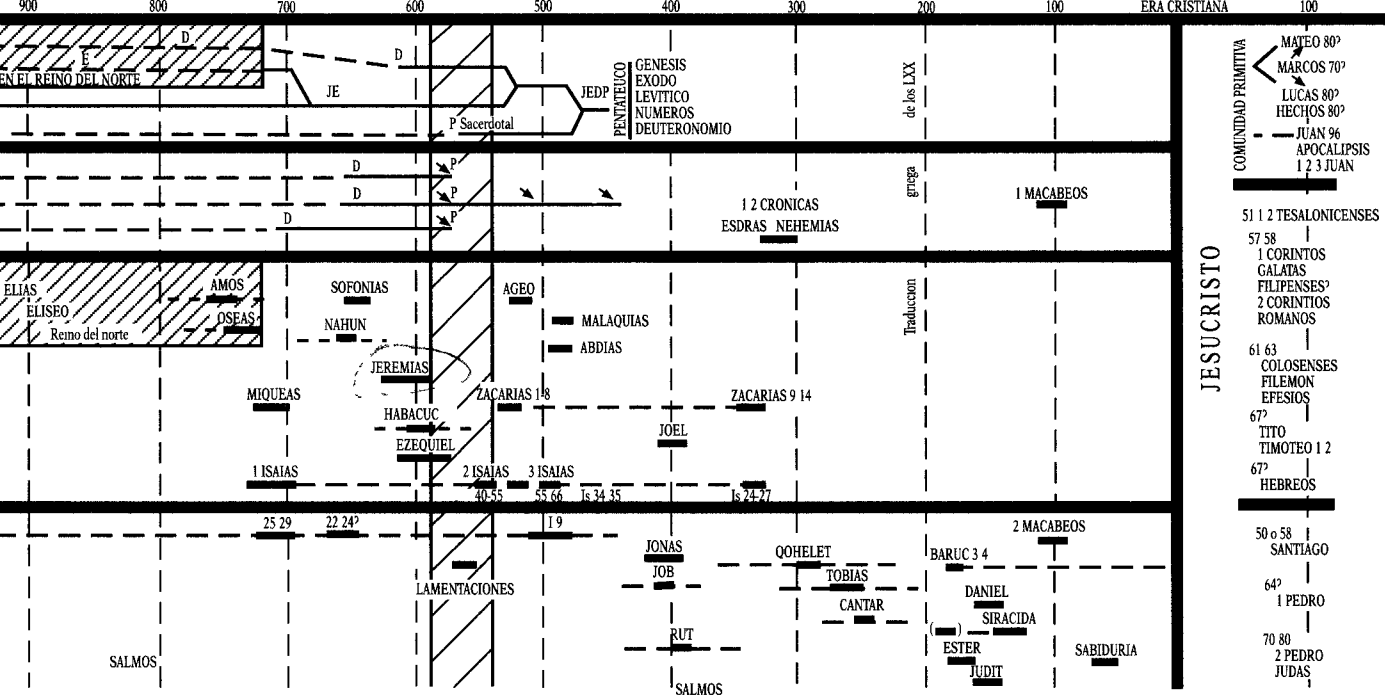 900 800 700 600 500 400 300 200 100 ERA CRISTIANA 100
D
E
EN EL REINO DEL NORTE
D
JE
P Sacerdotal
JEDP
PENTATEUCO
GENESIS
EXODO
LEVITICO
NUMEROS
DEUTERONOMIO
de los LXX
D P
D P
D P
1 2 CRONICAS
ESDRAS NEHEMIAS
griega
1 MACABEOS
ELIAS
ELISEO
Reino del norte
AMOS
OSEAS
SOFONIAS
NAHUN
JEREMIAS
MIQUEAS
HABACUC
EZEQUIEL
1 ISAIAS
AGEO
MALAQUIAS
ABDIAS
ZACARIAS 1-8
ZACARIAS 9 14
JOEL
2 ISAIAS
40-55
3 ISAIAS
55 66
Is 34 35
Is 24-27
Traduccion
25 29
22 24?
1 9
LAMENTACIONES
SALMOS
JONAS
JOB
RUT
SALMOS
QOHELET
TOBIAS
CANTAR
2 MACABEOS
BARUC 3 4
DANIEL
( ) SIRACIDA
ESTER
JUDIT
SABIDURIA
JESUCRISTO
COMUNIDAD PRIMITIVA
MATEO 80?
MARCOS 70?
LUCAS 80?
HECHOS 80?
JUAN 96
APOCALIPSIS
1 2 3 JUAN
51 1 2 TESALONICENSES
57 58
1 CORINTOS
GALATAS
FILIPENSES?
2 CORINTIOS
ROMANOS
61 63
COLOSENSES
FILEMON
EFESIOS
67?
TITO
TIMOTEO 1 2
67?
HEBREOS
50 o 58
SANTIAGO
64?
1 PEDRO
70 80
2 PEDRO
JUDAS